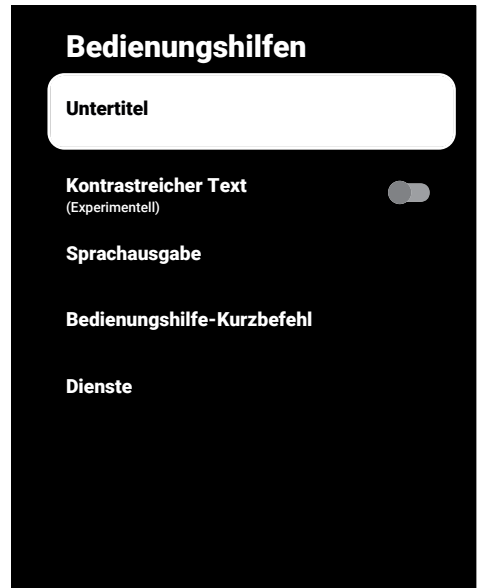 Bedienungshilfen
Untertitel
Kontrastreicher Text
(Experimentell)
Sprachausgabe
Bedienungshilfe-Kurzbefehl
Dienste